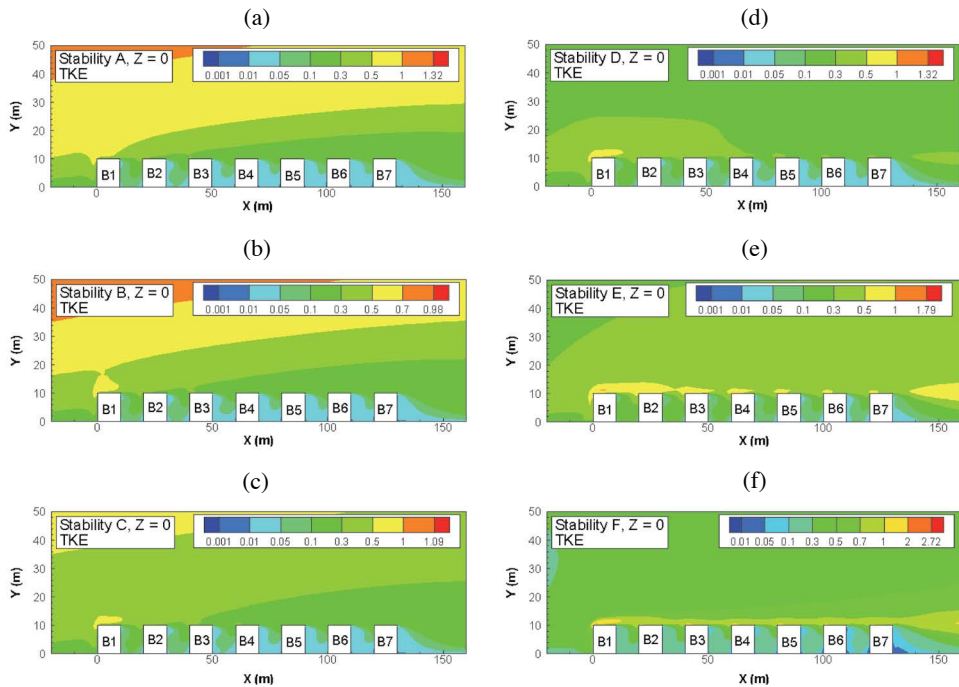 (a)
Stability A, Z = 0
TKE
0.001 0.01 0.05 0.1 0.3 0.5 1 1.32
Y (m)
50
40
30
20
10
0
B1 B2 B3 B4 B5 B6 B7
0 50 100 150
X (m)
(b)
Stability B, Z = 0
TKE
0.001 0.01 0.05 0.1 0.3 0.5 0.7 0.98
Y (m)
50
40
30
20
10
0
B1 B2 B3 B4 B5 B6 B7
0 50 100 150
X (m)
(c)
Stability C, Z = 0
TKE
0.001 0.01 0.05 0.1 0.3 0.5 1 1.09
Y (m)
50
40
30
20
10
0
B1 B2 B3 B4 B5 B6 B7
0 50 100 150
X (m)
(d)
Stability D, Z = 0
TKE
0.001 0.01 0.05 0.1 0.3 0.5 1 1.32
Y (m)
50
40
30
20
10
0
B1 B2 B3 B4 B5 B6 B7
0 50 100 150
X (m)
(e)
Stability E, Z = 0
TKE
0.001 0.01 0.05 0.1 0.3 0.5 1 1.79
Y (m)
50
40
30
20
10
0
B1 B2 B3 B4 B5 B6 B7
0 50 100 150
X (m)
(f)
Stability F, Z = 0
TKE
0.01 0.05 0.1 0.3 0.5 0.7 1 2 2.72
Y (m)
50
40
30
20
10
0
B1 B2 B3 B4 B5 B6 B7
0 50 100 150
X (m)